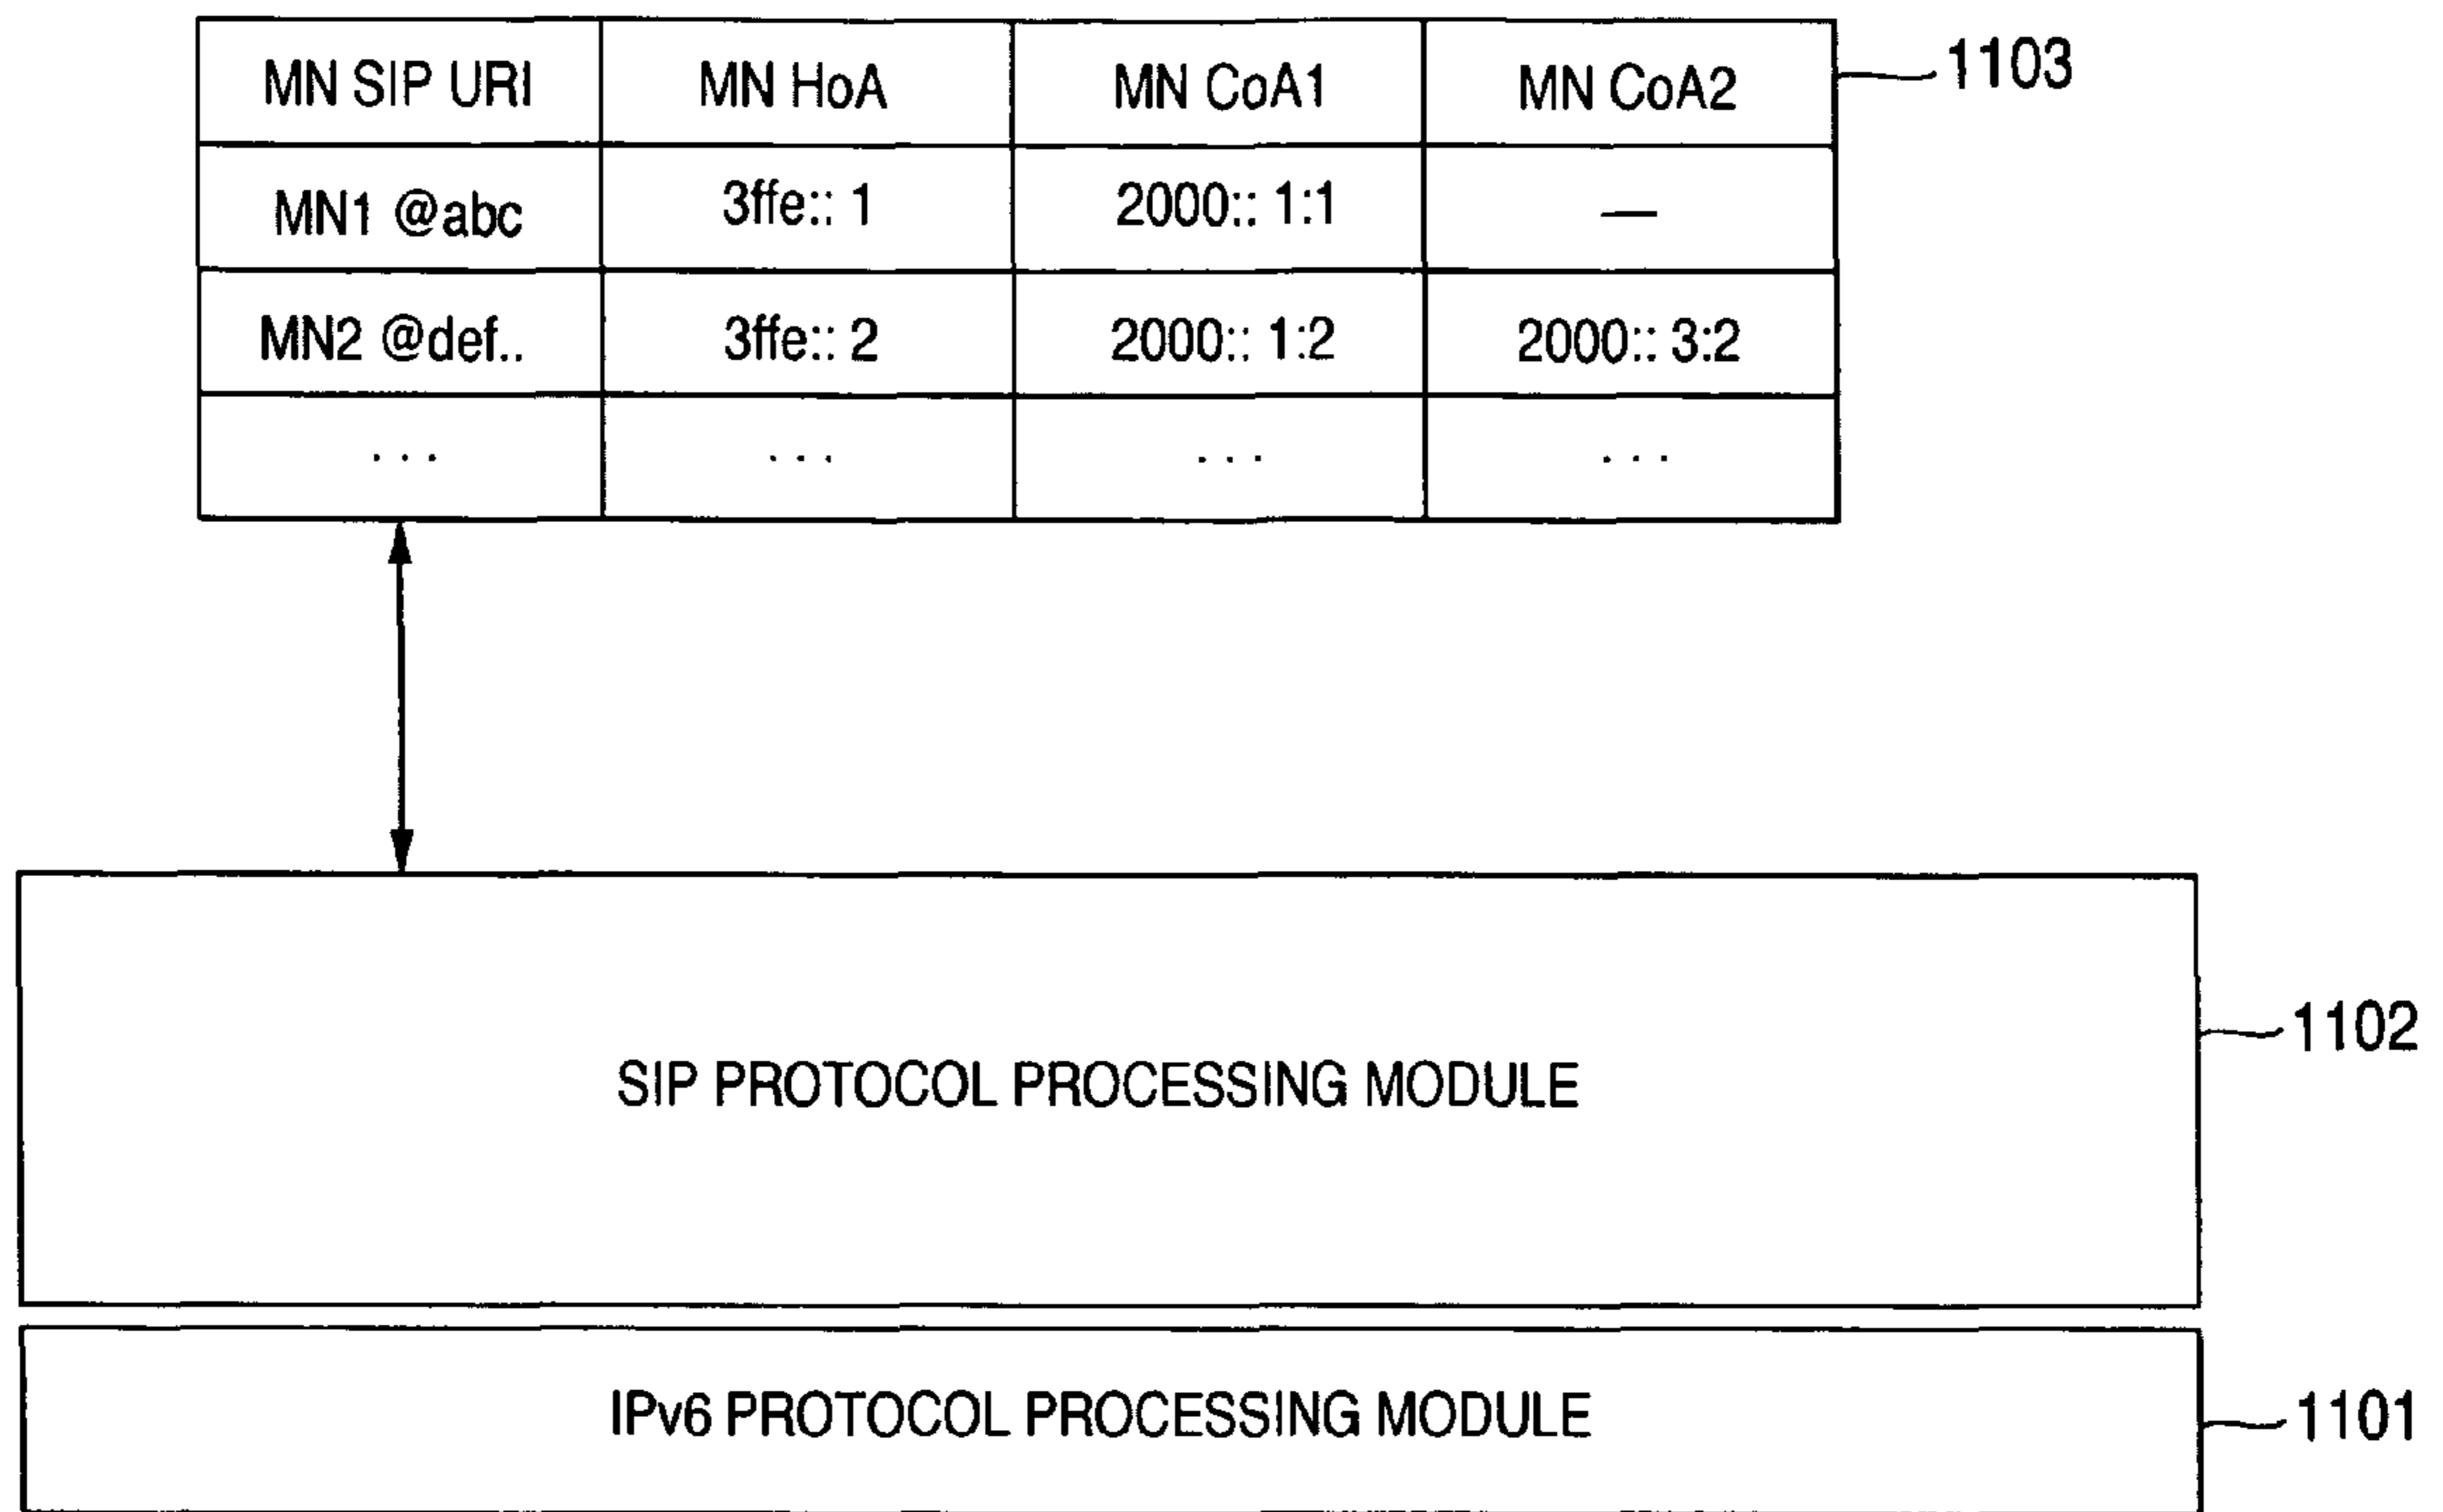 MN SIP URI MN HoA MN CoA1 MN CoA2 1103
MN1 @abc 3ffe:: 1 2000:: 1:1 —
MN2 @def.. 3ffe:: 2 2000:: 1:2 2000:: 3:2
... ... ... ...
1102
SIP PROTOCOL PROCESSING MODULE
IPv6 PROTOCOL PROCESSING MODULE 1101